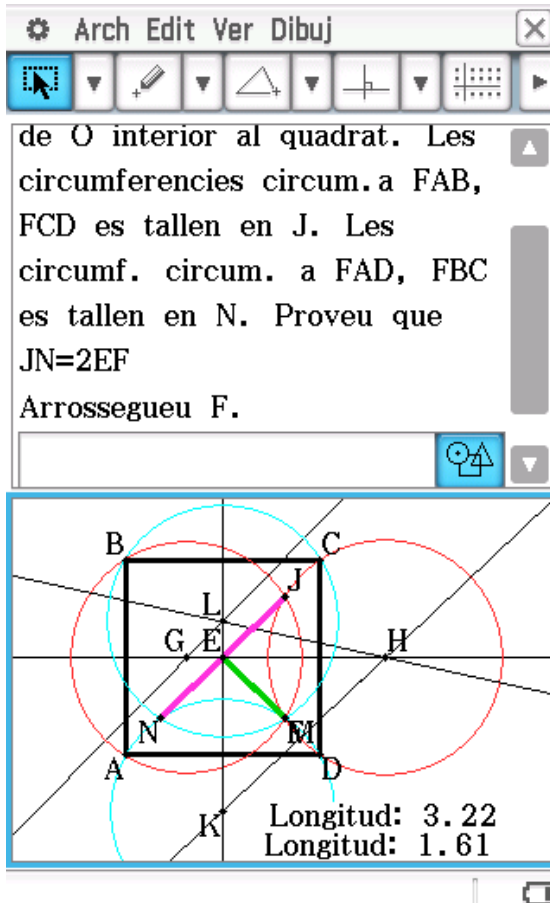 Arch Edit Ver Dibuj
de O interior al quadrat. Les
circumferencies circum.a FAB,
FCD es tallen en J. Les
circumf. circum. a FAD, FBC
es tallen en N. Proveu que
JN=2EF
Arrossegueu F.
B
C
J
L
G
E
H
N
M
A
D
K
Longitud: 3.22
Longitud: 1.61